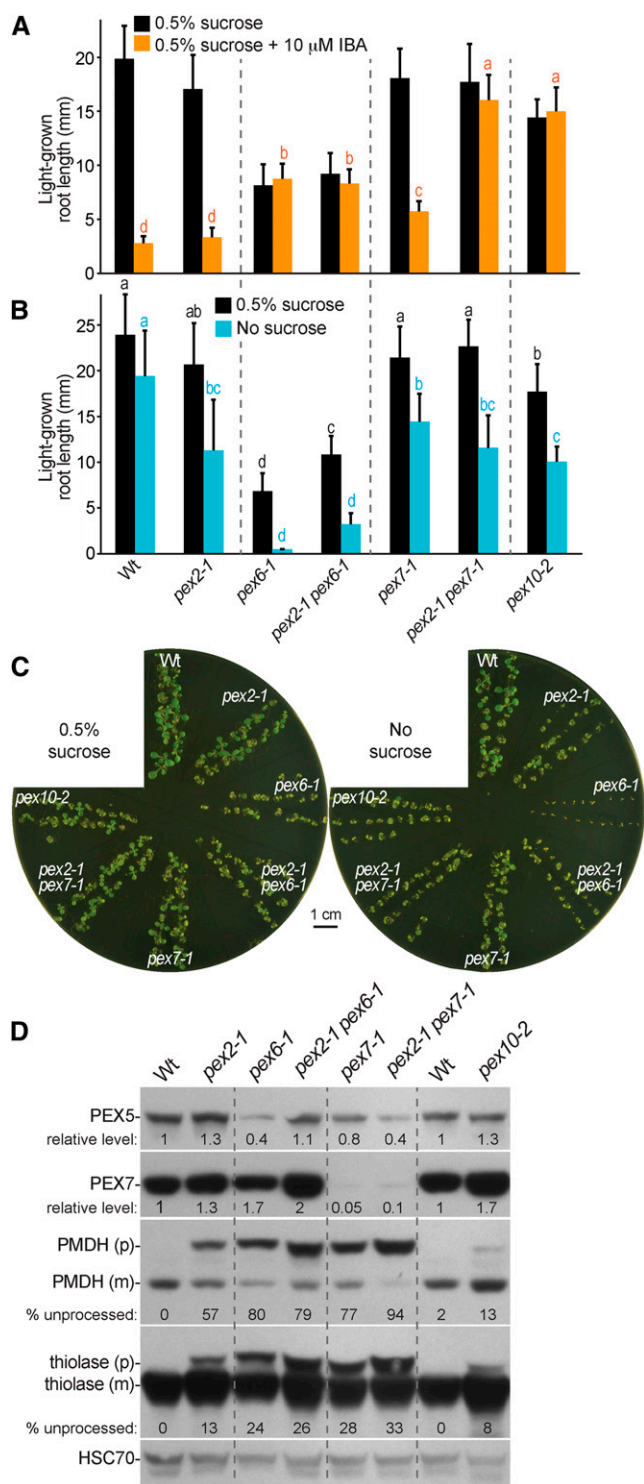 A
0.5% sucrose
0.5% sucrose + 10 µM IBA
Light-grown
root length (mm)
20
15
10
5
0
d
d
b
b
c
a
a
B
0.5% sucrose
No sucrose
Light-grown
root length (mm)
25
20
15
10
5
0
a
a
ab
bc
d
d
c
d
a
b
a
bc
b
c
Wt
pex2-1
pex6-1
pex2-1 pex6-1
pex7-1
pex2-1 pex7-1
pex10-2
C
0.5%
sucrose
Wt
pex2-1
pex6-1
pex2-1
pex6-1
pex7-1
pex2-1
pex7-1
pex10-2
1 cm
No
sucrose
Wt
pex2-1
pex6-1
pex2-1
pex6-1
pex7-1
pex2-1
pex7-1
pex10-2
D
Wt pex2-1 pex6-1 pex2-1 pex6-1 pex7-1 pex2-1 pex7-1 Wt pex10-2
PEX5-
relative level: 1 1.3 0.4 1.1 0.8 0.4 1 1.3
PEX7-
relative level: 1 1.3 1.7 2 0.05 0.1 1 1.7
PMDH (p)-
PMDH (m)-
% unprocessed: 0 57 80 79 77 94 2 13
thiolase (p)-
thiolase (m)-
% unprocessed: 0 13 24 26 28 33 0 8
HSC70-